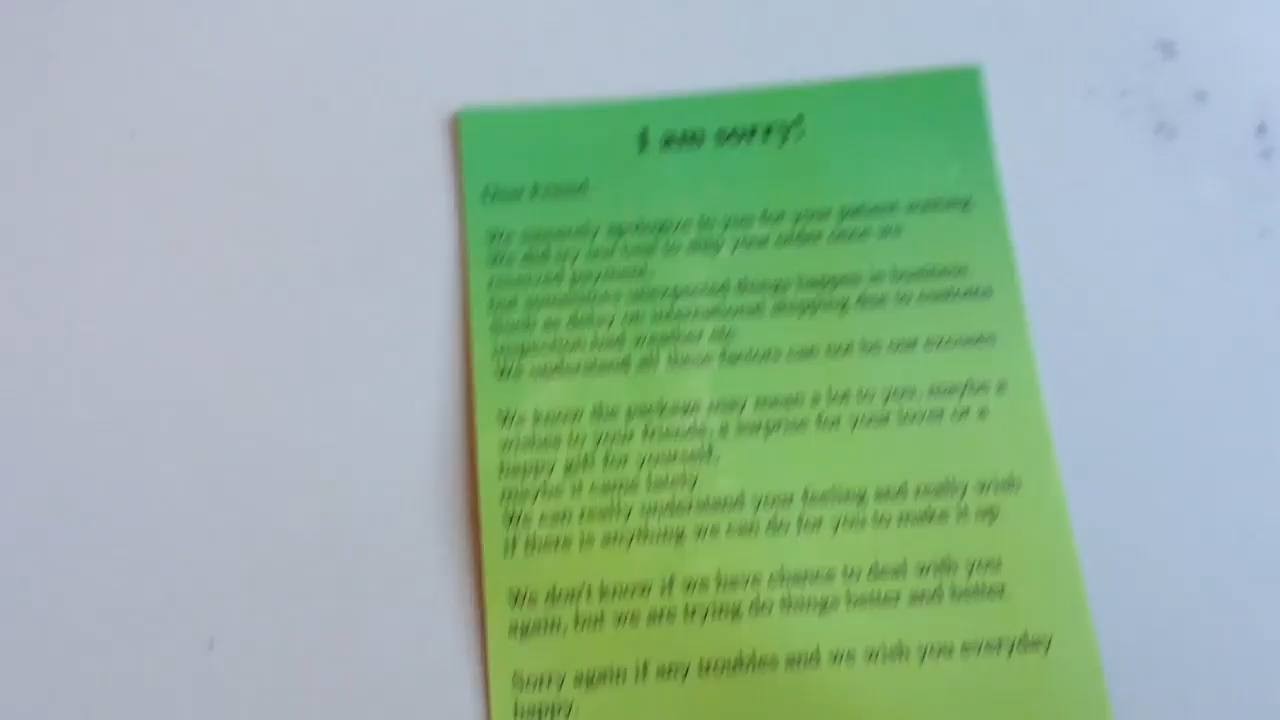 I am sorry!
Dear Friend
We sincerely apologize to you for your patient waiting.
We did try our best to ship your order once we
received payment.
but sometimes unexpected things happen in business
Such as delay on international shipping due to customs
inspection and weather etc
We understand all these factors can not be our excuses
We know the package may mean a lot to you, maybe a
wishes to your friends, a surprise for your lover or a
happy gift for yourself,
maybe it came lately
We can really understand your feeling and really wish
if there is anything we can do for you to make it up
We don't know if we have chance to deal with you
again, but we are trying do things better and better.
Sorry again if any troubles and we wish you everyday
happy.